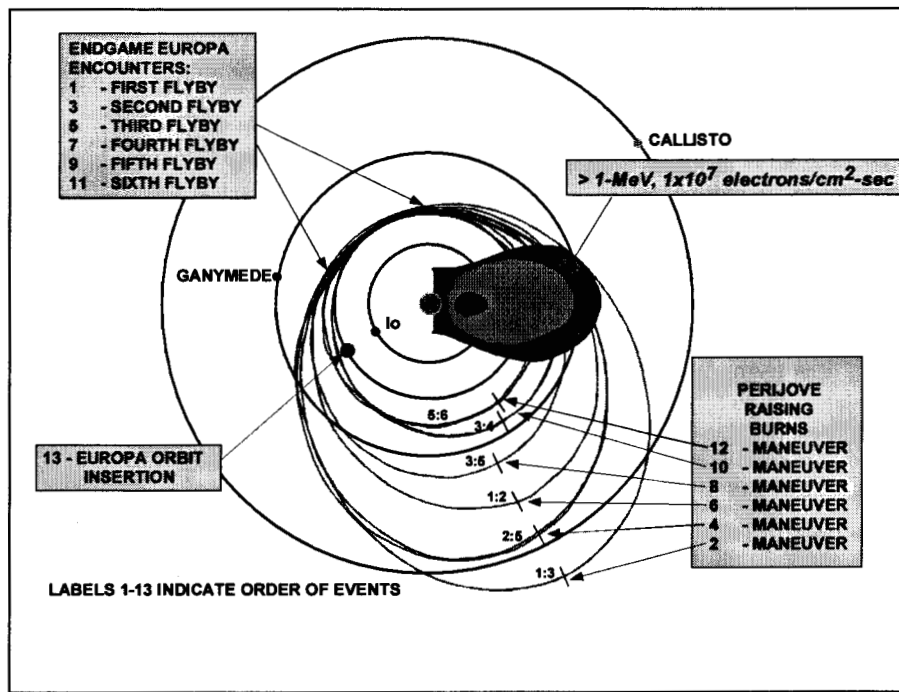 ENDGAME EUROPA
ENCOUNTERS:
1 - FIRST FLYBY
3 - SECOND FLYBY
5 - THIRD FLYBY
7 - FOURTH FLYBY
9 - FIFTH FLYBY
11 - SIXTH FLYBY
CALLISTO
> 1-MeV, 1x10⁷ electrons/cm²-sec
GANYMEDE
Io
5:6
3:4
3:5
1:2
2:5
1:3
PERIJOVE
RAISING
BURNS
12 - MANEUVER
10 - MANEUVER
8 - MANEUVER
6 - MANEUVER
4 - MANEUVER
2 - MANEUVER
13 - EUROPA ORBIT
INSERTION
LABELS 1-13 INDICATE ORDER OF EVENTS